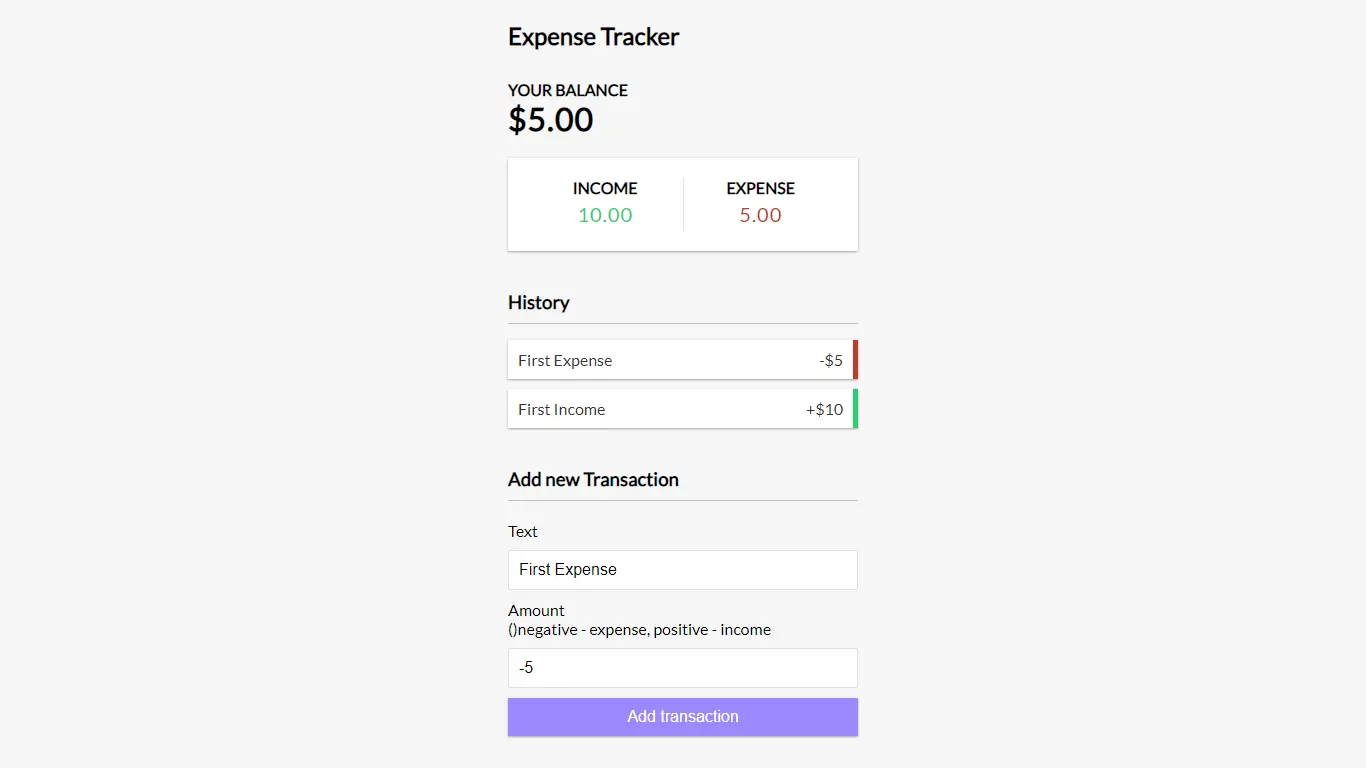 Expense Tracker
YOUR BALANCE
$5.00
INCOME EXPENSE
10.00 5.00
History
First Expense -$5
First Income +$10
Add new Transaction
Text
First Expense
Amount
()negative - expense, positive - income
-5
Add transaction